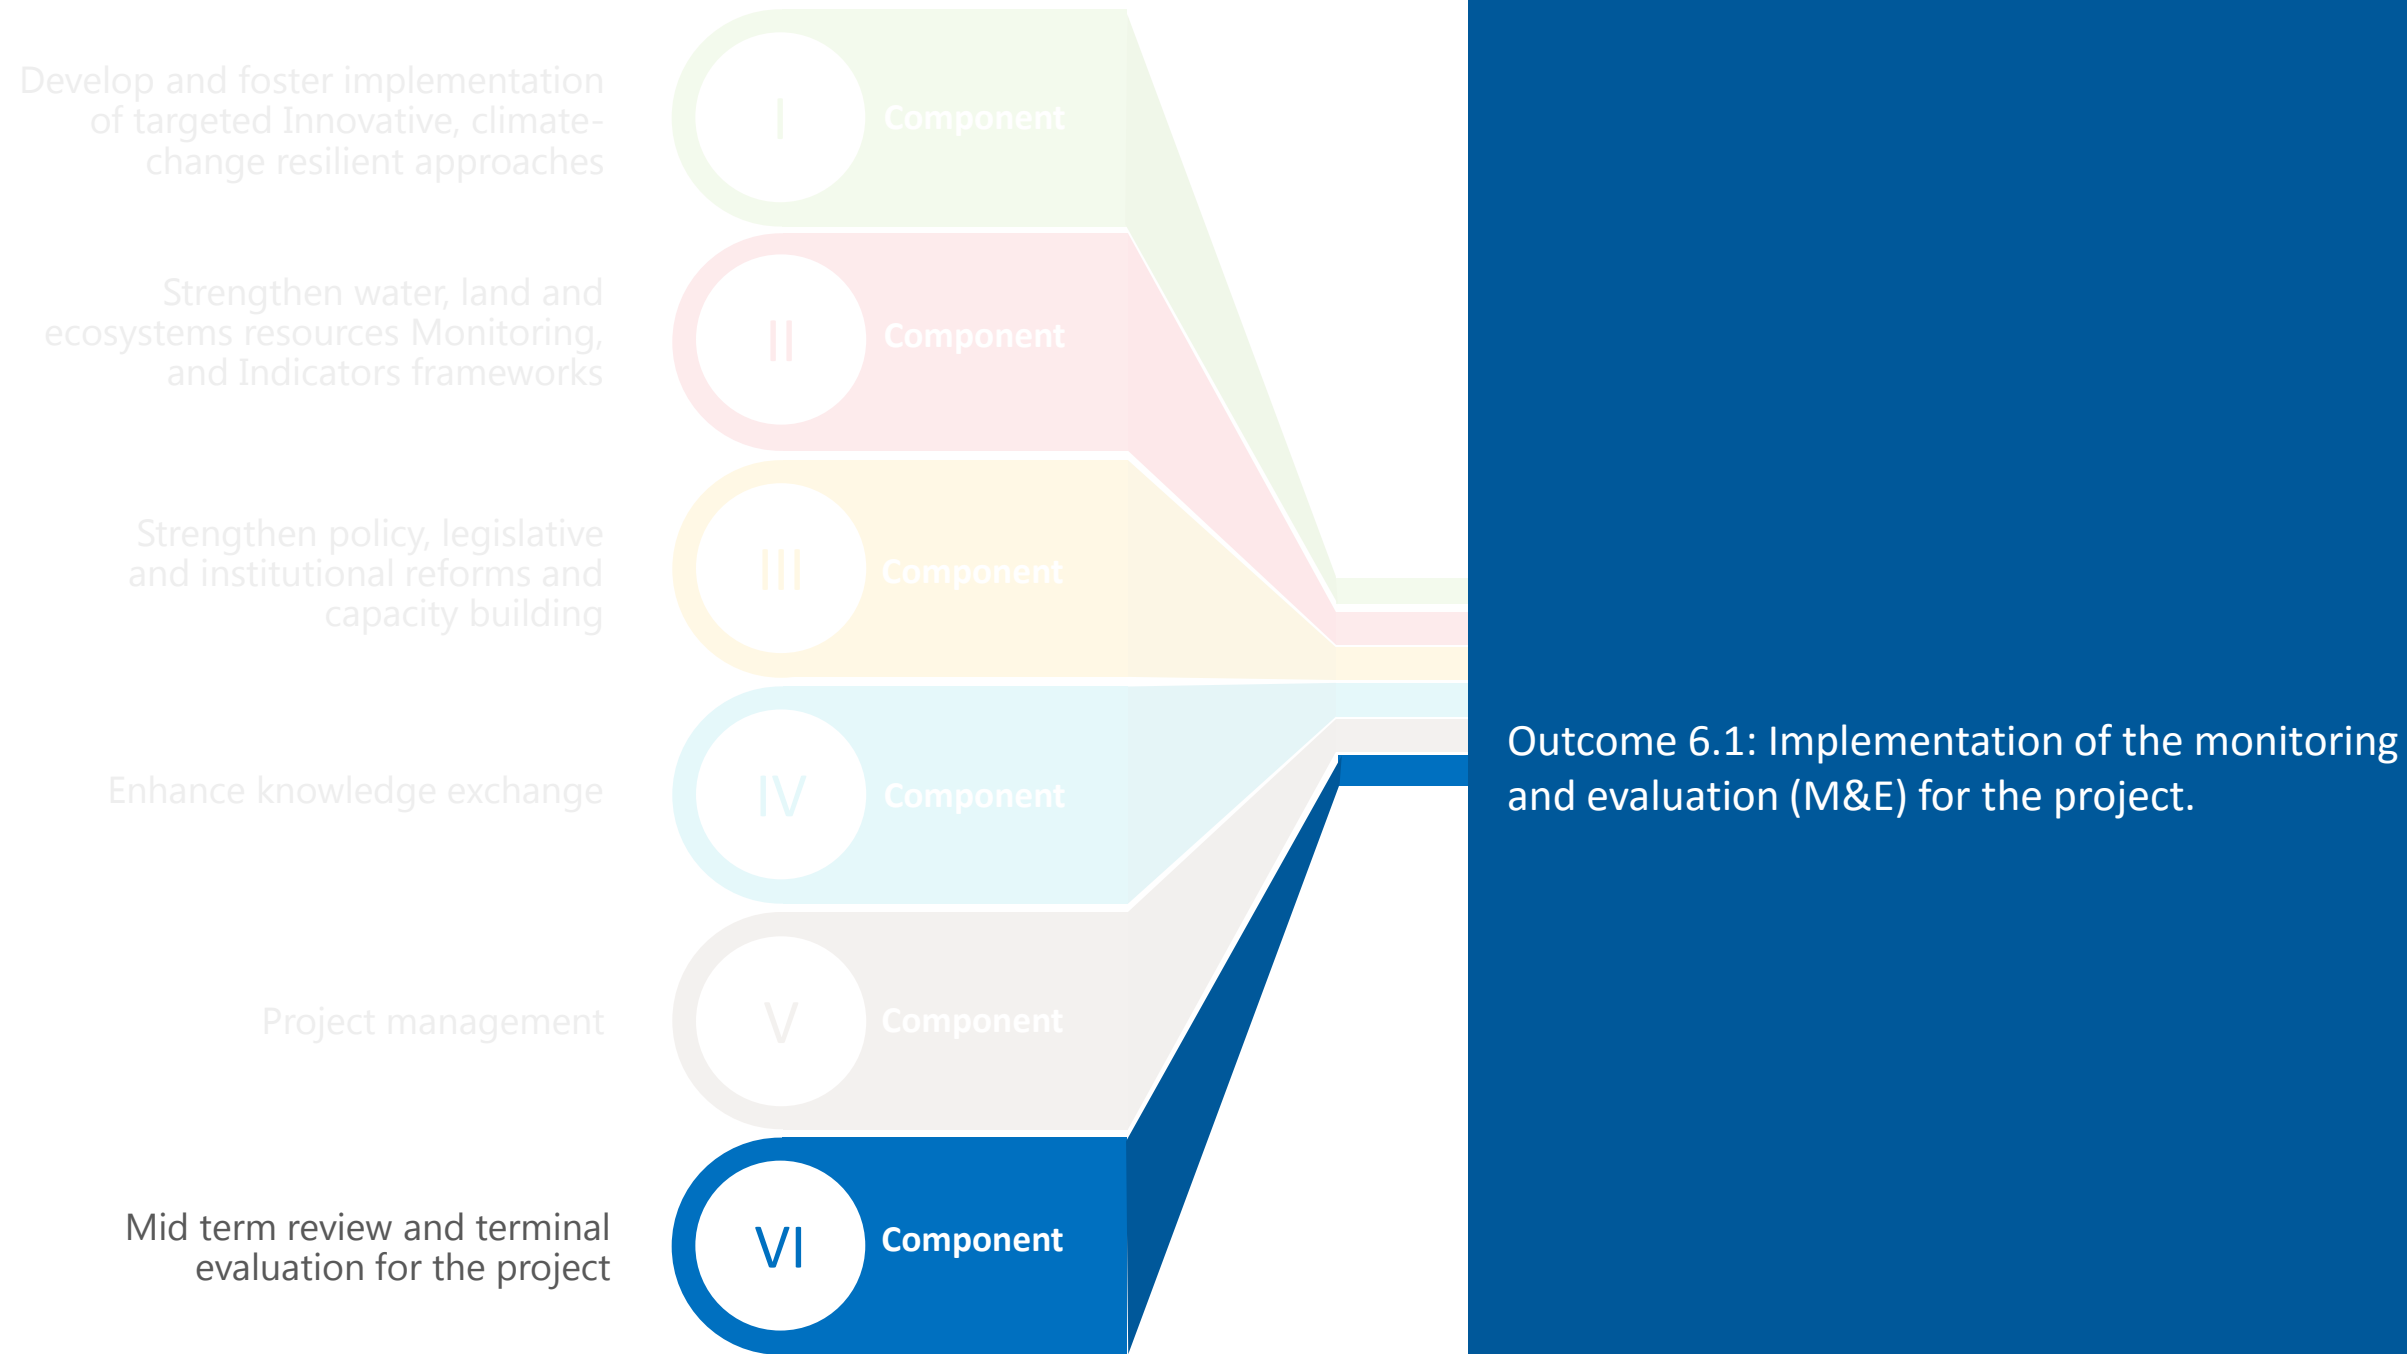 Develop and foster implementation
of targeted Innovative, climate-
change resilient approaches
I
Component
Strengthen water, land and
ecosystems resources Monitoring,
and Indicators frameworks
II
Component
Strengthen policy, legislative
and institutional reforms and
capacity building
III
Component
Enhance knowledge exchange
IV
Component
Project management
V
Component
Mid term review and terminal
evaluation for the project
VI
Component
Outcome 6.1: Implementation of the monitoring
and evaluation (M&E) for the project.